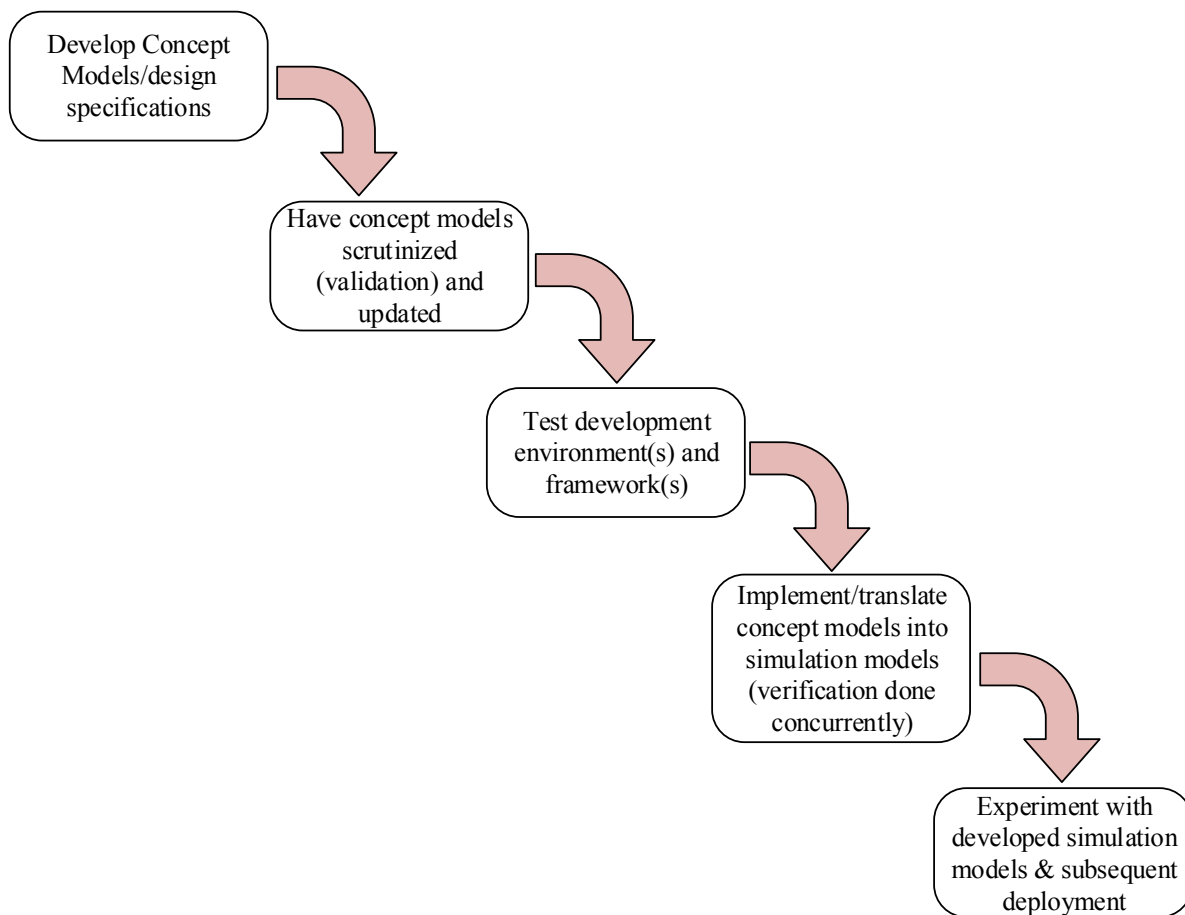 Develop Concept
Models/design
specifications
Have concept models
scrutinized
(validation) and
updated
Test development
environment(s) and
framework(s)
Implement/translate
concept models into
simulation models
(verification done
concurrently)
Experiment with
developed simulation
models & subsequent
deployment